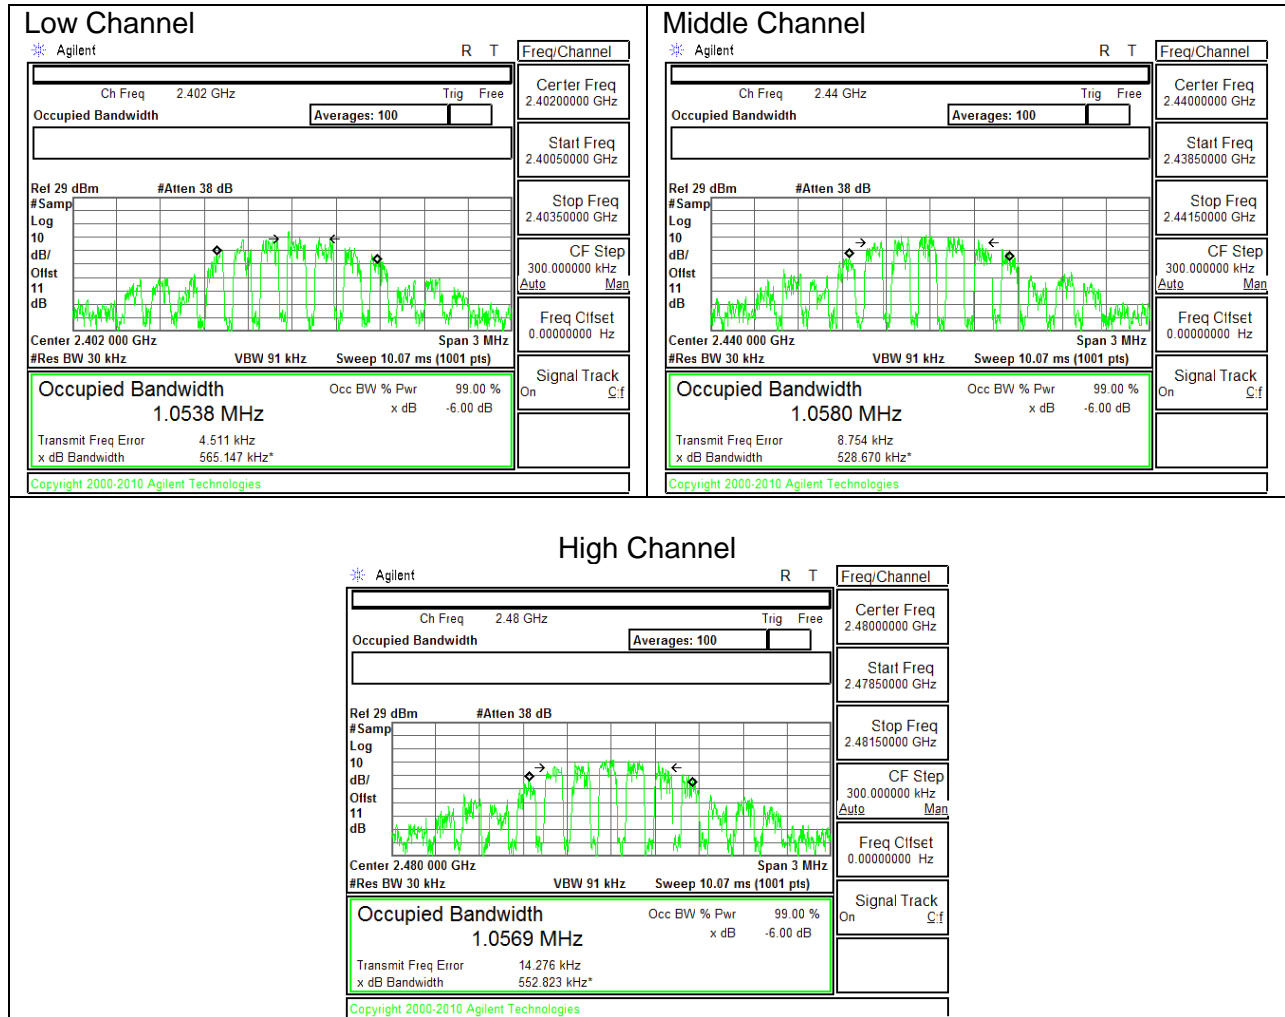 Low Channel
Agilent R T Freq/Channel
Ch Freq 2.402 GHz Trig Free
Occupied Bandwidth Averages: 100
Center Freq
2.40200000 GHz
Start Freq
2.40050000 GHz
Stop Freq
2.40350000 GHz
CF Step
300.000000 kHz
Auto Man
Freq Offset
0.00000000 Hz
Signal Track
On Off
Ref 29 dBm #Atten 38 dB
#Samp
Log
10
dB/
Offst
11
dB
Center 2.402 000 GHz Span 3 MHz
#Res BW 30 kHz VBW 91 kHz Sweep 10.07 ms (1001 pts)
Occupied Bandwidth Occ BW % Pwr 99.00 %
1.0538 MHz x dB -6.00 dB
Transmit Freq Error 4.511 kHz
x dB Bandwidth 565.147 kHz*
Copyright 2000-2010 Agilent Technologies
Middle Channel
Agilent R T Freq/Channel
Ch Freq 2.44 GHz Trig Free
Occupied Bandwidth Averages: 100
Center Freq
2.44000000 GHz
Start Freq
2.43850000 GHz
Stop Freq
2.44150000 GHz
CF Step
300.000000 kHz
Auto Man
Freq Offset
0.00000000 Hz
Signal Track
On Off
Ref 29 dBm #Atten 38 dB
#Samp
Log
10
dB/
Offst
11
dB
Center 2.440 000 GHz Span 3 MHz
#Res BW 30 kHz VBW 91 kHz Sweep 10.07 ms (1001 pts)
Occupied Bandwidth Occ BW % Pwr 99.00 %
1.0580 MHz x dB -6.00 dB
Transmit Freq Error 8.754 kHz
x dB Bandwidth 528.670 kHz*
Copyright 2000-2010 Agilent Technologies
High Channel
Agilent R T Freq/Channel
Ch Freq 2.48 GHz Trig Free
Occupied Bandwidth Averages: 100
Center Freq
2.48000000 GHz
Start Freq
2.47850000 GHz
Stop Freq
2.48150000 GHz
CF Step
300.000000 kHz
Auto Man
Freq Offset
0.00000000 Hz
Signal Track
On Off
Ref 29 dBm #Atten 38 dB
#Samp
Log
10
dB/
Offst
11
dB
Center 2.480 000 GHz Span 3 MHz
#Res BW 30 kHz VBW 91 kHz Sweep 10.07 ms (1001 pts)
Occupied Bandwidth Occ BW % Pwr 99.00 %
1.0569 MHz x dB -6.00 dB
Transmit Freq Error 14.276 kHz
x dB Bandwidth 552.823 kHz*
Copyright 2000-2010 Agilent Technologies